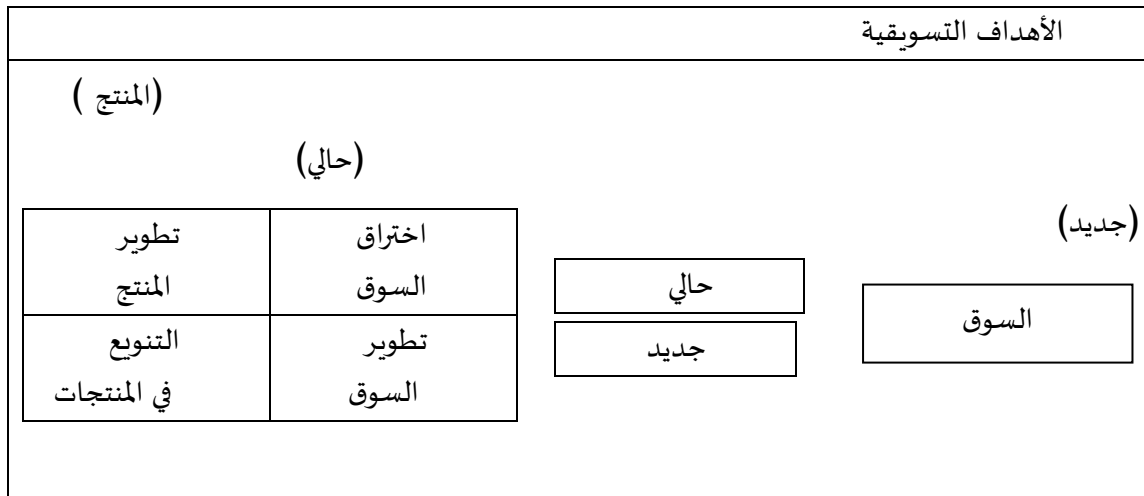 الأهداف التسويقية
(المنتج )
(حالي)
(جديد)
السوق
حالي
جديد
اختراق
السوق
تطوير
المنتج
تطوير
السوق
التنويع
في المنتجات